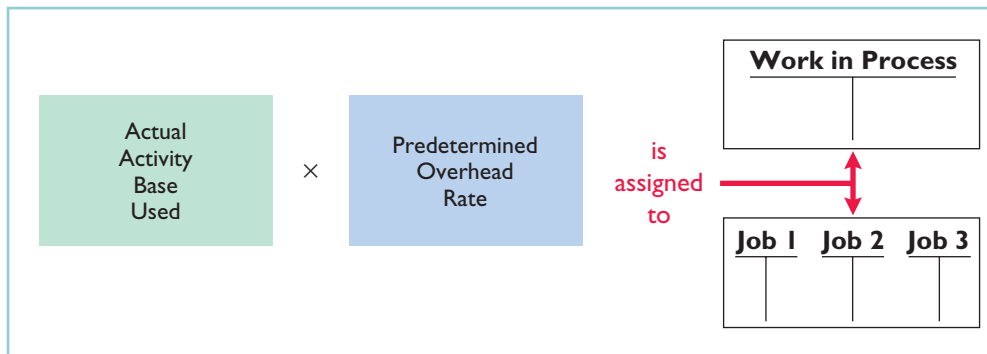 Actual
Activity
Base
Used
×
Predetermined
Overhead
Rate
is
assigned
to
Work in Process
Job 1 Job 2 Job 3